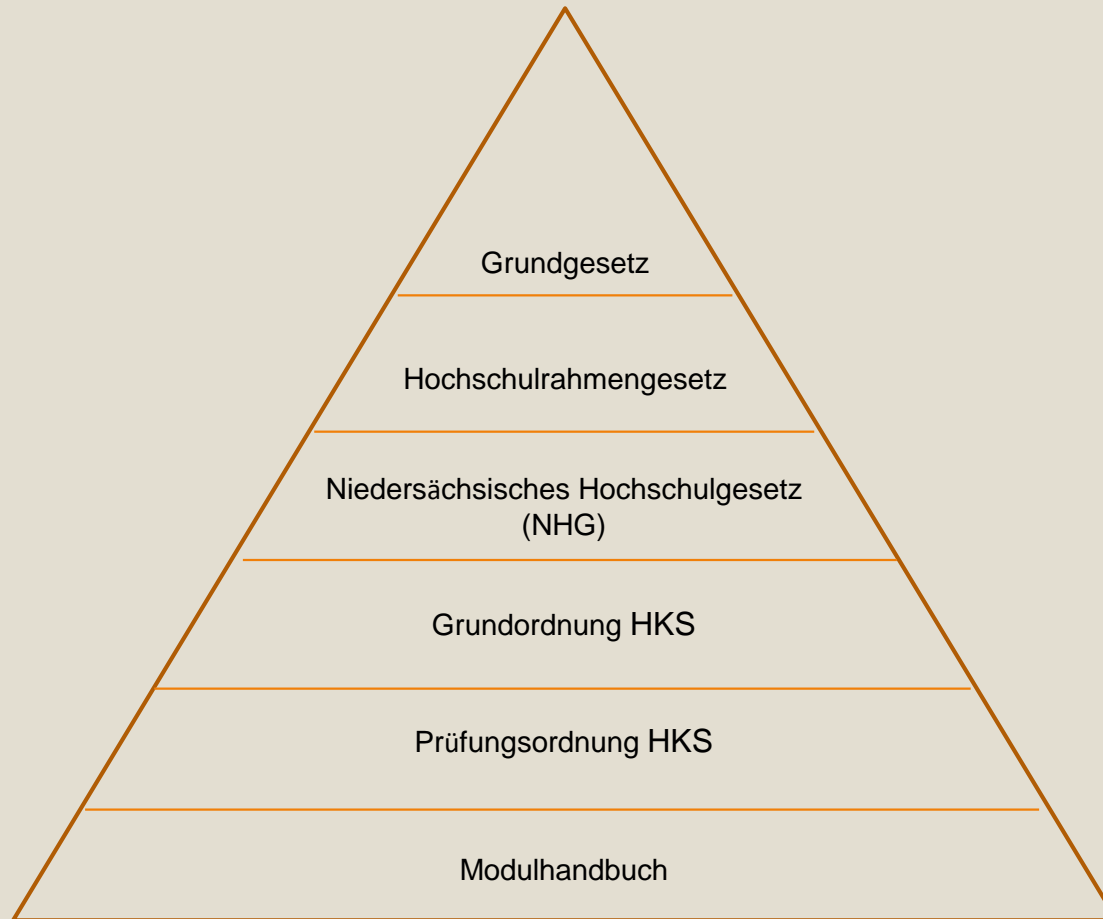 Grundgesetz
Hochschulrahmengesetz
Niedersächsisches Hochschulgesetz
(NHG)
Grundordnung HKS
Prüfungsordnung HKS
Modulhandbuch